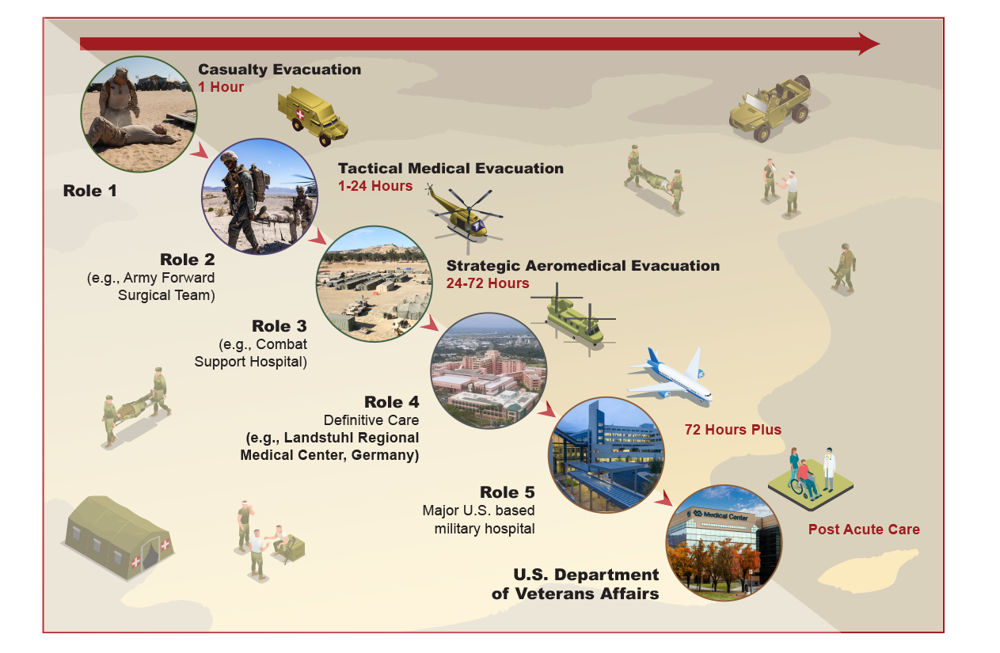 Casualty Evacuation
1 Hour
Role 1
Tactical Medical Evacuation
1-24 Hours
Role 2
(e.g., Army Forward
Surgical Team)
Strategic Aeromedical Evacuation
24-72 Hours
Role 3
(e.g., Combat
Support Hospital)
Role 4
Definitive Care
(e.g., Landstuhl Regional
Medical Center, Germany)
72 Hours Plus
Role 5
Major U.S. based
military hospital
Medical Center
Post Acute Care
U.S. Department
of Veterans Affairs